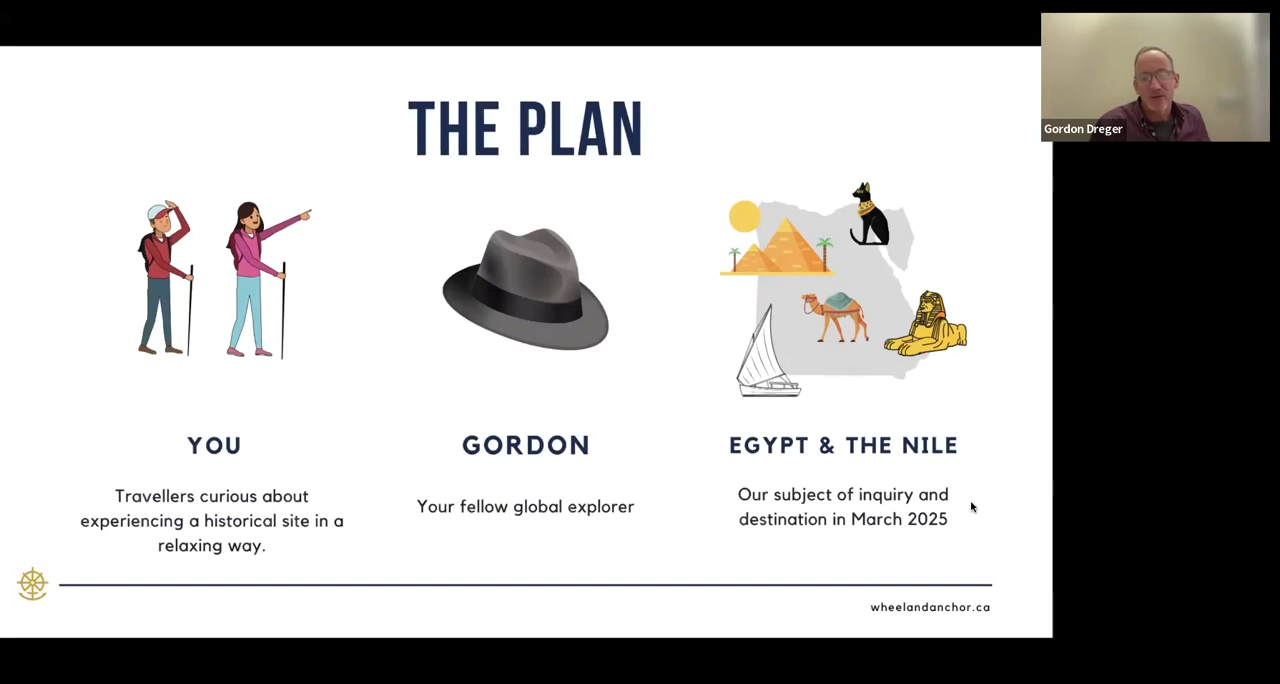 THE PLAN
Gordon Dreger
YOU
Travellers curious about
experiencing a historical site in a
relaxing way.
GORDON
Your fellow global explorer
EGYPT & THE NILE
Our subject of inquiry and
destination in March 2025
wheelandanchor.ca